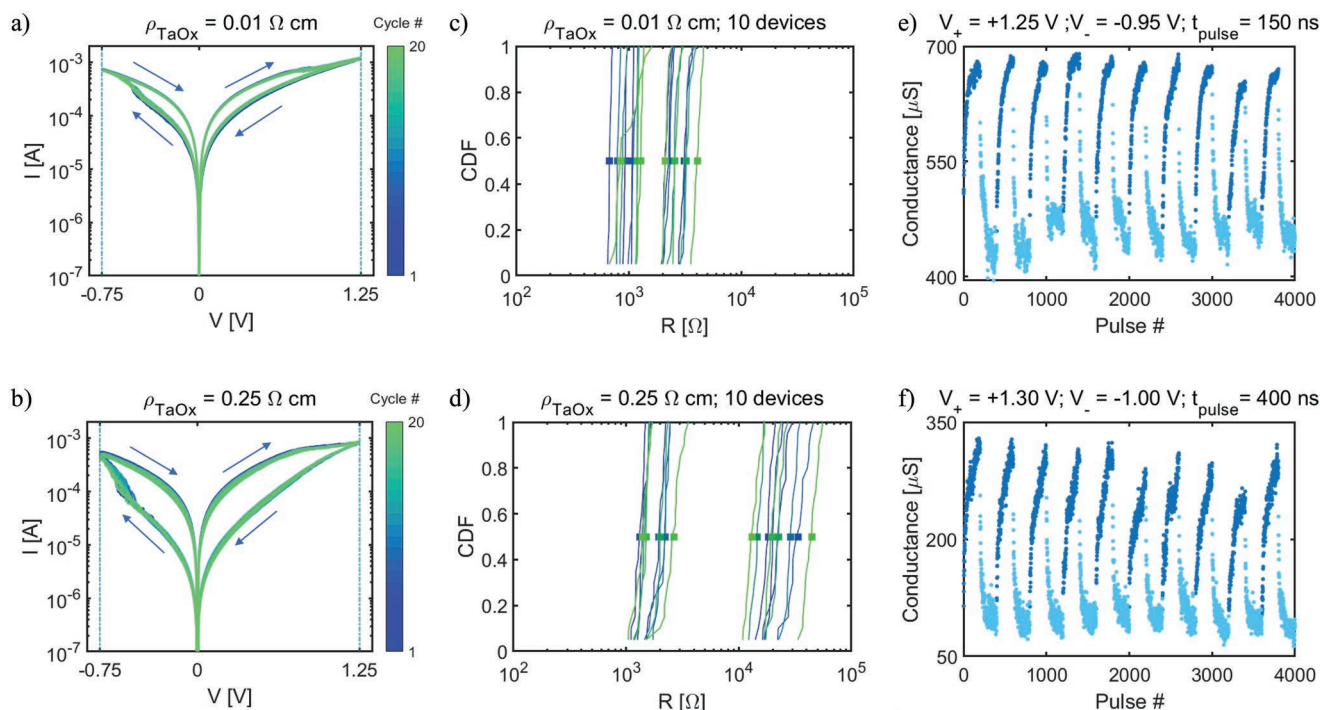 a)
ρTaOx = 0.01 Ω cm
Cycle #
20
1
I [A]
10-3
10-4
10-5
10-6
10-7
-0.75
0
1.25
V [V]
c)
ρTaOx = 0.01 Ω cm; 10 devices
CDF
1
0.8
0.6
0.4
0.2
0
10²
10³
10⁴
10⁵
R [Ω]
e)
V+ = +1.25 V ;V- = -0.95 V; tpulse = 150 ns
Conductance [μS]
700
550
400
0
1000
2000
3000
4000
Pulse #
b)
ρTaOx = 0.25 Ω cm
Cycle #
20
1
I [A]
10-3
10-4
10-5
10-6
10-7
-0.75
0
1.25
V [V]
d)
ρTaOx = 0.25 Ω cm; 10 devices
CDF
1
0.8
0.6
0.4
0.2
0
10²
10³
10⁴
10⁵
R [Ω]
f)
V+ = +1.30 V; V- = -1.00 V; tpulse = 400 ns
Conductance [μS]
350
200
50
0
1000
2000
3000
4000
Pulse #